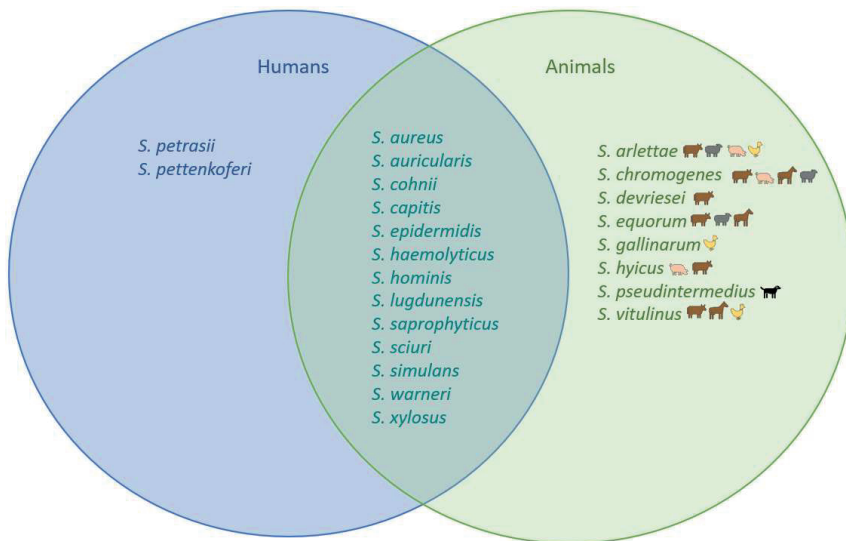 Humans
Animals
S. petrasii
S. pettenkoferi
S. aureus
S. auricularis
S. cohnii
S. capitis
S. epidermidis
S. haemolyticus
S. hominis
S. lugdunensis
S. saprophyticus
S. sciuri
S. simulans
S. warneri
S. xylosus
S. arlettae
S. chromogenes
S. devriesei
S. equorum
S. gallinarum
S. hyicus
S. pseudintermedius
S. vitulinus